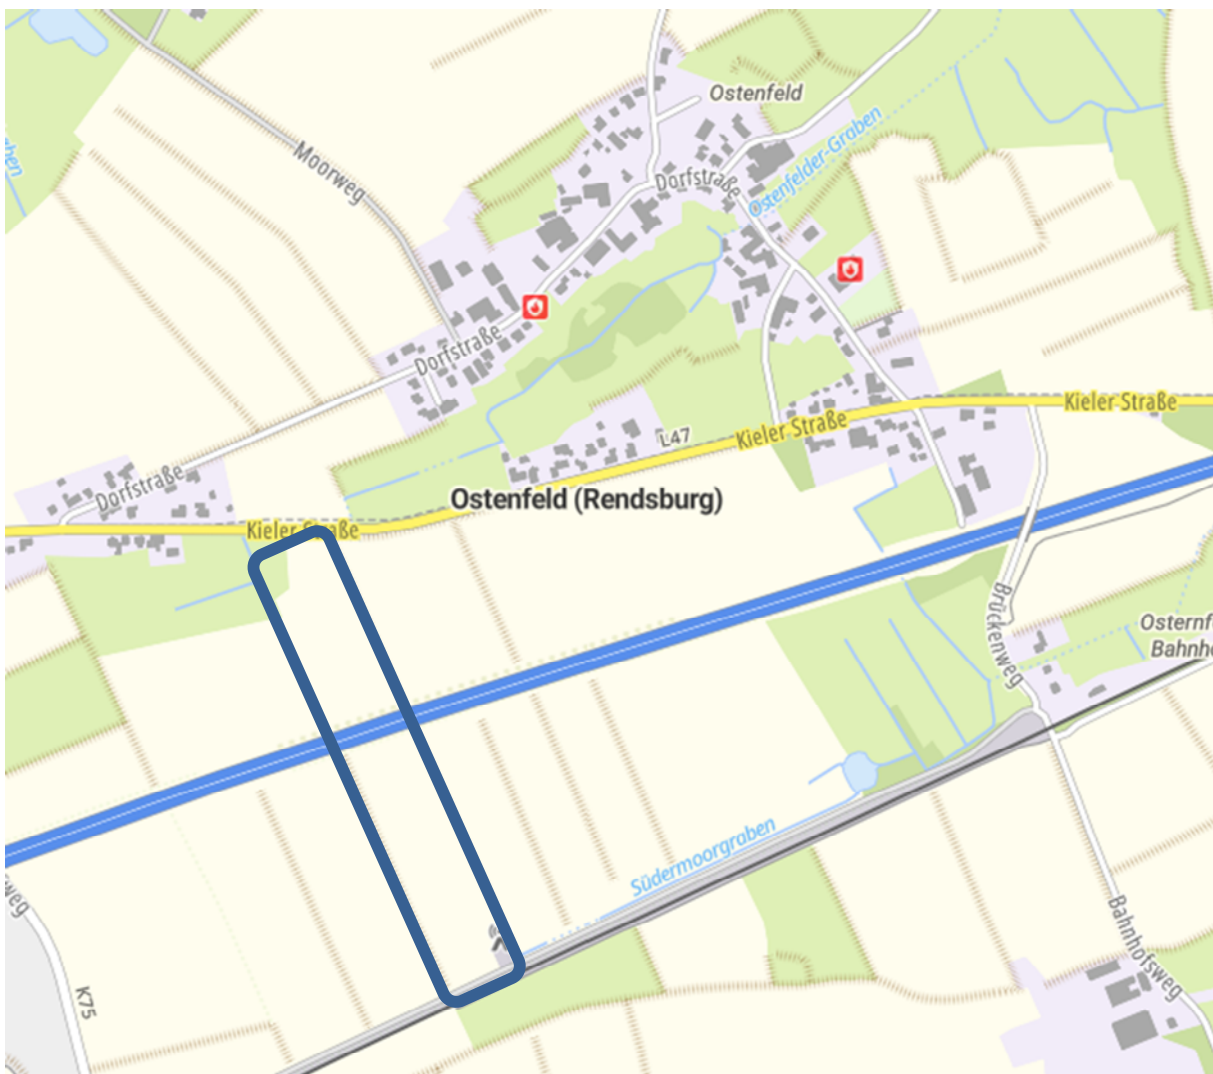 Ostenfeld
Ostenfelder-Graben
Moorweg
Dorfstraße
Dorfstraße
Kieler Straße
Kieler Straße
L47
Dorfstraße
Ostenfeld (Rendsburg)
Kieler Straße
Brückenweg
Bahnh
Südermoorgraben
Bahnhofsweg
K75